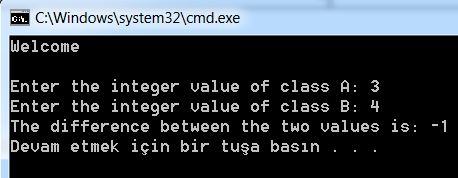 C:\Windows\system32\cmd.exe
Welcome
Enter the integer value of class A: 3
Enter the integer value of class B: 4
The difference between the two values is: -1
Devam etmek için bir tuşa basın . . .